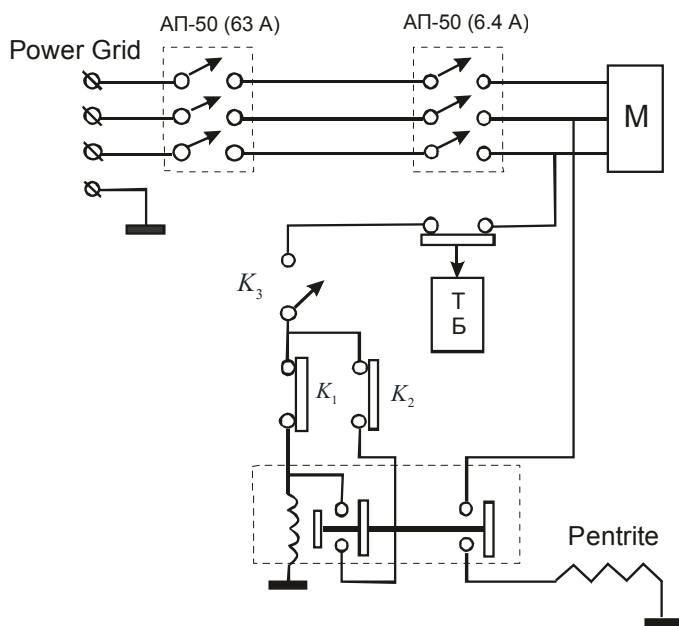 АП-50 (63 А)
АП-50 (6.4 А)
Power Grid
М
K₃
Т
Б
K₁
K₂
Pentrite